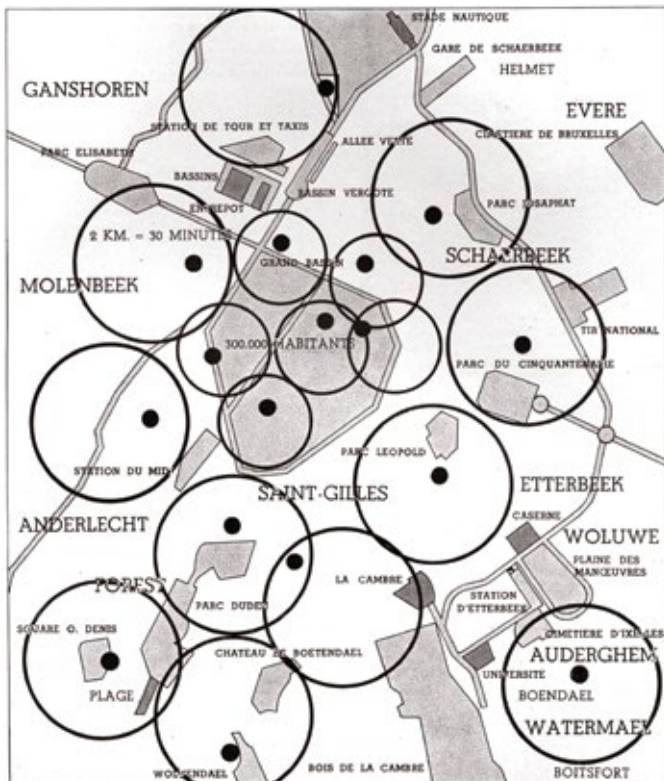 STADE NAUTIQUE
GARE DE SCHAERBEEK
HELMET
GANSHOREN
EVERE
STATION DE TOUR ET TAXIS
CIMETIERE DE BRUXELLES
ALLEE VERTE
PARC ELISABETH
BASSINS
BASSIN VERGOTE
ENTREPOT
PARC JOSAPHAT
2 KM. = 30 MINUTES
SCHAERBEEK
GRAND BASSIN
MOLENBEEK
TIR NATIONAL
300.000 HABITANTS
PARC DU CINQUANTENAIRE
PARC LEOPOLD
STATION DU MIDI
SAINT-GILLES
ETTERBEEK
CASERNE
ANDERLECHT
WOLUWE
PLAINE DES
MANŒUVRES
LA CAMBRE
STATION
D'ETTERBEEK
FOREST
PARC DUDEN
SQUARE O. DENIS
CIMETIERE D'IXELLES
CHATEAU DE BOETENDAEL
AUDERGHEM
UNIVERSITE
PLAGE
BOENDAEL
WATERMAEL
WOLSENDAEL
BOIS DE LA CAMBRE
BOITSFORT